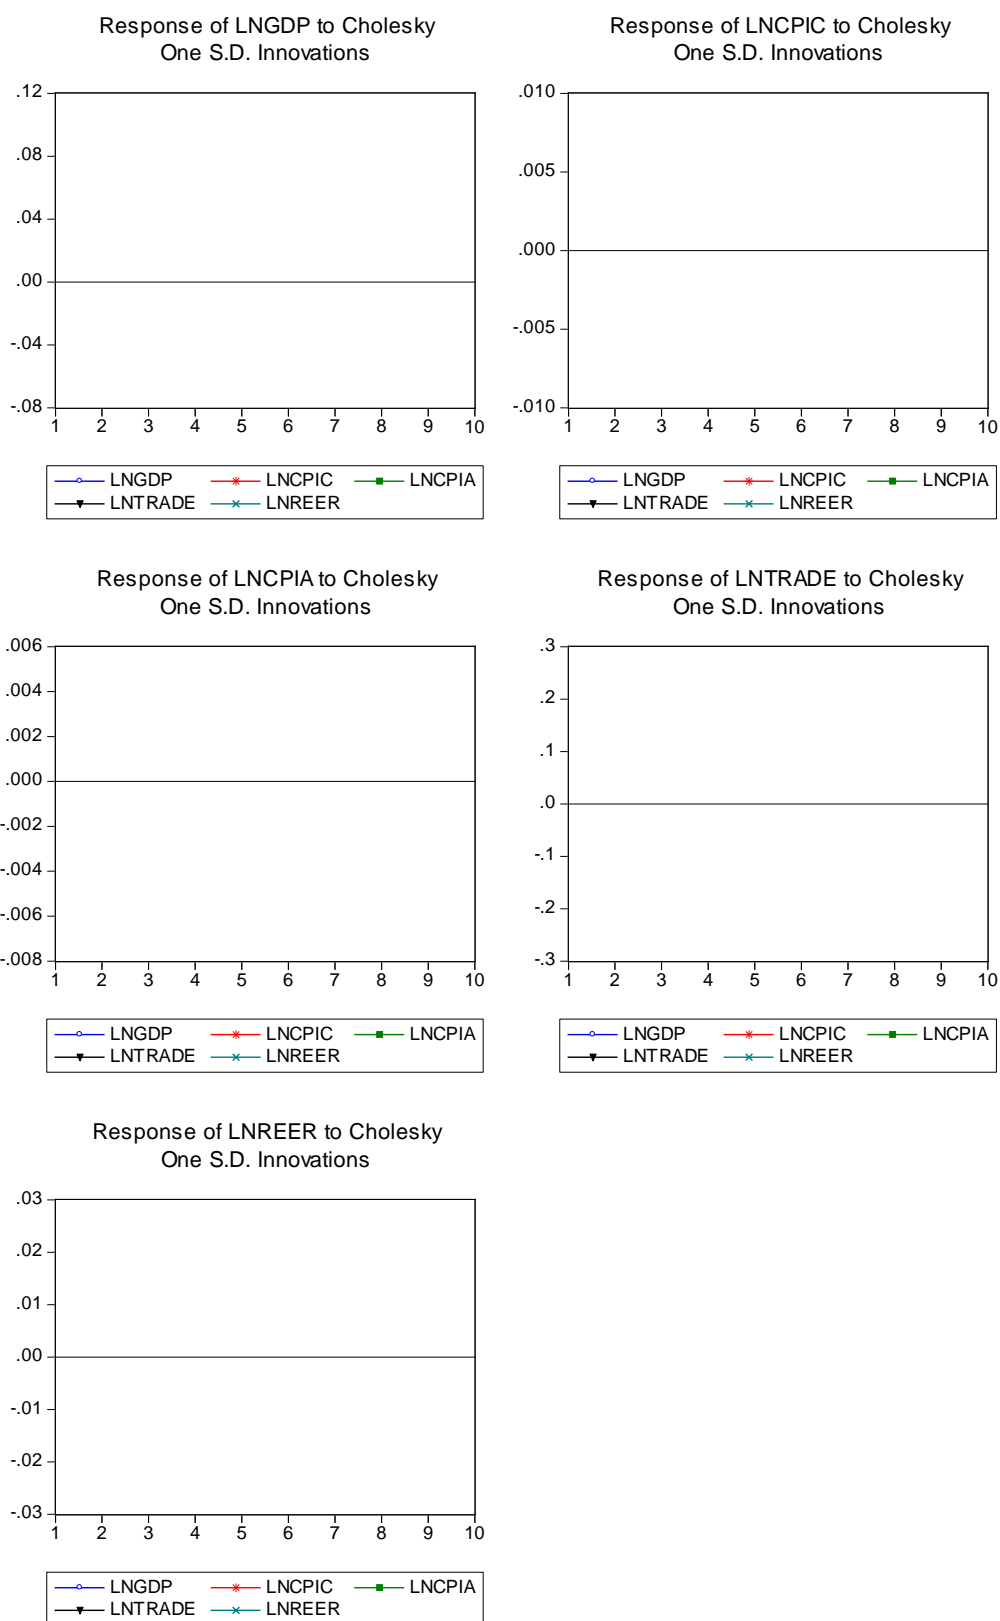 Response of LNGDP to Cholesky
One S.D. Innovations
.12
.08
.04
.00
-.04
-.08
1 2 3 4 5 6 7 8 9 10
LNGDP LNCPIC LNCPIA
LNTRADE LNREER
Response of LNCPIC to Cholesky
One S.D. Innovations
.010
.005
.000
-.005
-.010
1 2 3 4 5 6 7 8 9 10
LNGDP LNCPIC LNCPIA
LNTRADE LNREER
Response of LNCPIA to Cholesky
One S.D. Innovations
.006
.004
.002
.000
-.002
-.004
-.006
-.008
1 2 3 4 5 6 7 8 9 10
LNGDP LNCPIC LNCPIA
LNTRADE LNREER
Response of LNTRADE to Cholesky
One S.D. Innovations
.3
.2
.1
.0
-.1
-.2
-.3
1 2 3 4 5 6 7 8 9 10
LNGDP LNCPIC LNCPIA
LNTRADE LNREER
Response of LNREER to Cholesky
One S.D. Innovations
.03
.02
.01
.00
-.01
-.02
-.03
1 2 3 4 5 6 7 8 9 10
LNGDP LNCPIC LNCPIA
LNTRADE LNREER